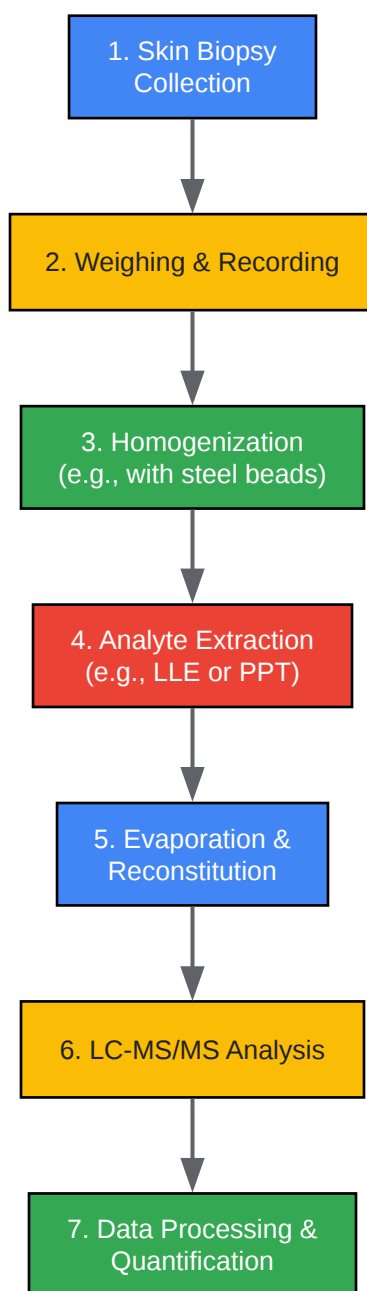 1. Skin Biopsy
Collection
2. Weighing & Recording
3. Homogenization
(e.g., with steel beads)
4. Analyte Extraction
(e.g., LLE or PPT)
5. Evaporation &
Reconstitution
6. LC-MS/MS Analysis
7. Data Processing &
Quantification